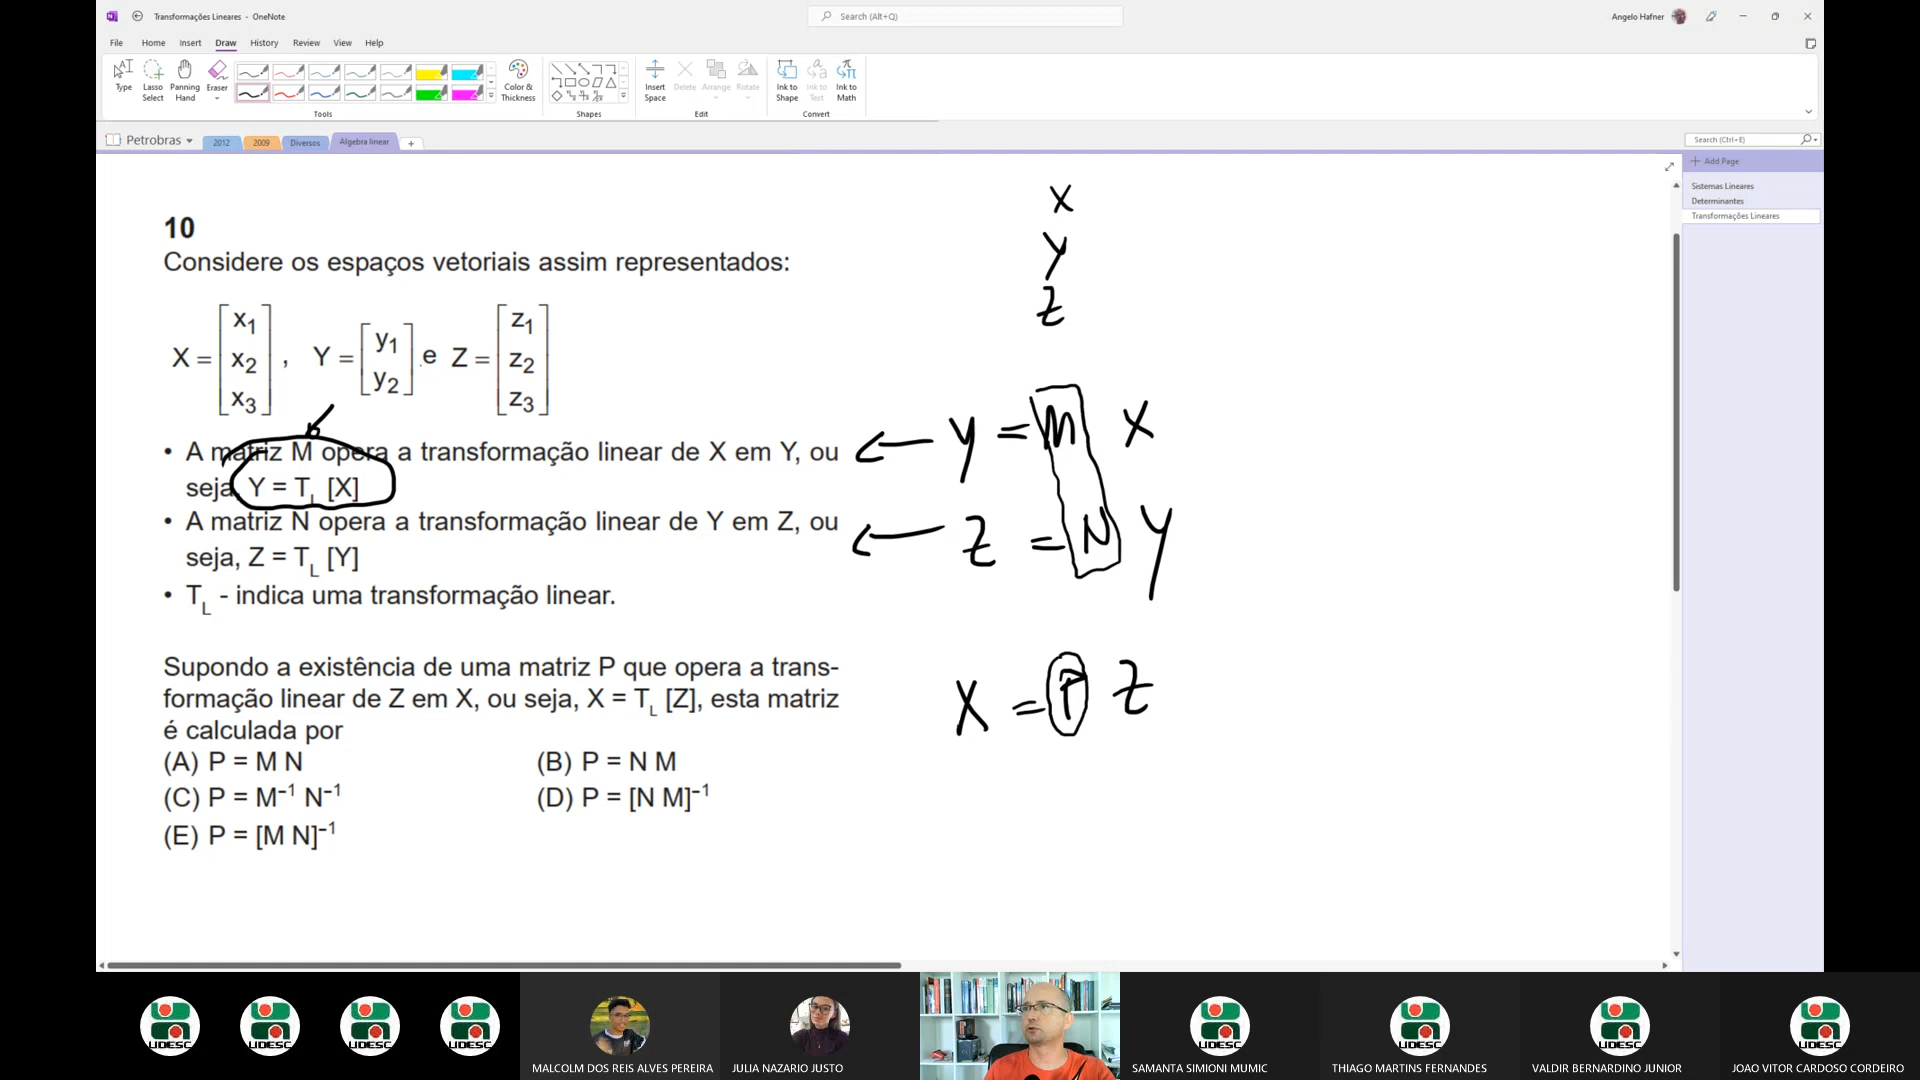 Transformações Lineares - OneNote
Search (Alt+Q)
Angelo Hafner
File Home Insert Draw History Review View Help
Type
Lasso Select
Panning Hand
Eraser
Color & Thickness
Insert Space
Delete
Arrange
Rotate
Ink to Shape
Ink to Text
Ink to Math
Tools
Shapes
Edit
Convert
Petrobras
2012
2009
Diversos
Algebra linear
Search (Ctrl+E)
Add Page
Sistemas Lineares
Determinantes
Transformações Lineares
10
Considere os espaços vetoriais assim representados:
X = [x1 x2 x3] , Y = [y1 y2] e Z = [z1 z2 z3]
• A matriz M opera a transformação linear de X em Y, ou
seja, Y = TL [X]
• A matriz N opera a transformação linear de Y em Z, ou
seja, Z = TL [Y]
• TL - indica uma transformação linear.
Supondo a existência de uma matriz P que opera a trans-
formação linear de Z em X, ou seja, X = TL [Z], esta matriz
é calculada por
(A) P = M N (B) P = N M
(C) P = M⁻¹ N⁻¹ (D) P = [N M]⁻¹
(E) P = [M N]⁻¹
X
Y
Z
Y = M X
Z = N Y
X = P Z
UDESC
UDESC
UDESC
UDESC
MALCOLM DOS REIS ALVES PEREIRA
JULIA NAZARIO JUSTO
UDESC
SAMANTA SIMIONI MUMIC
UDESC
THIAGO MARTINS FERNANDES
UDESC
VALDIR BERNARDINO JUNIOR
UDESC
JOAO VITOR CARDOSO CORDEIRO